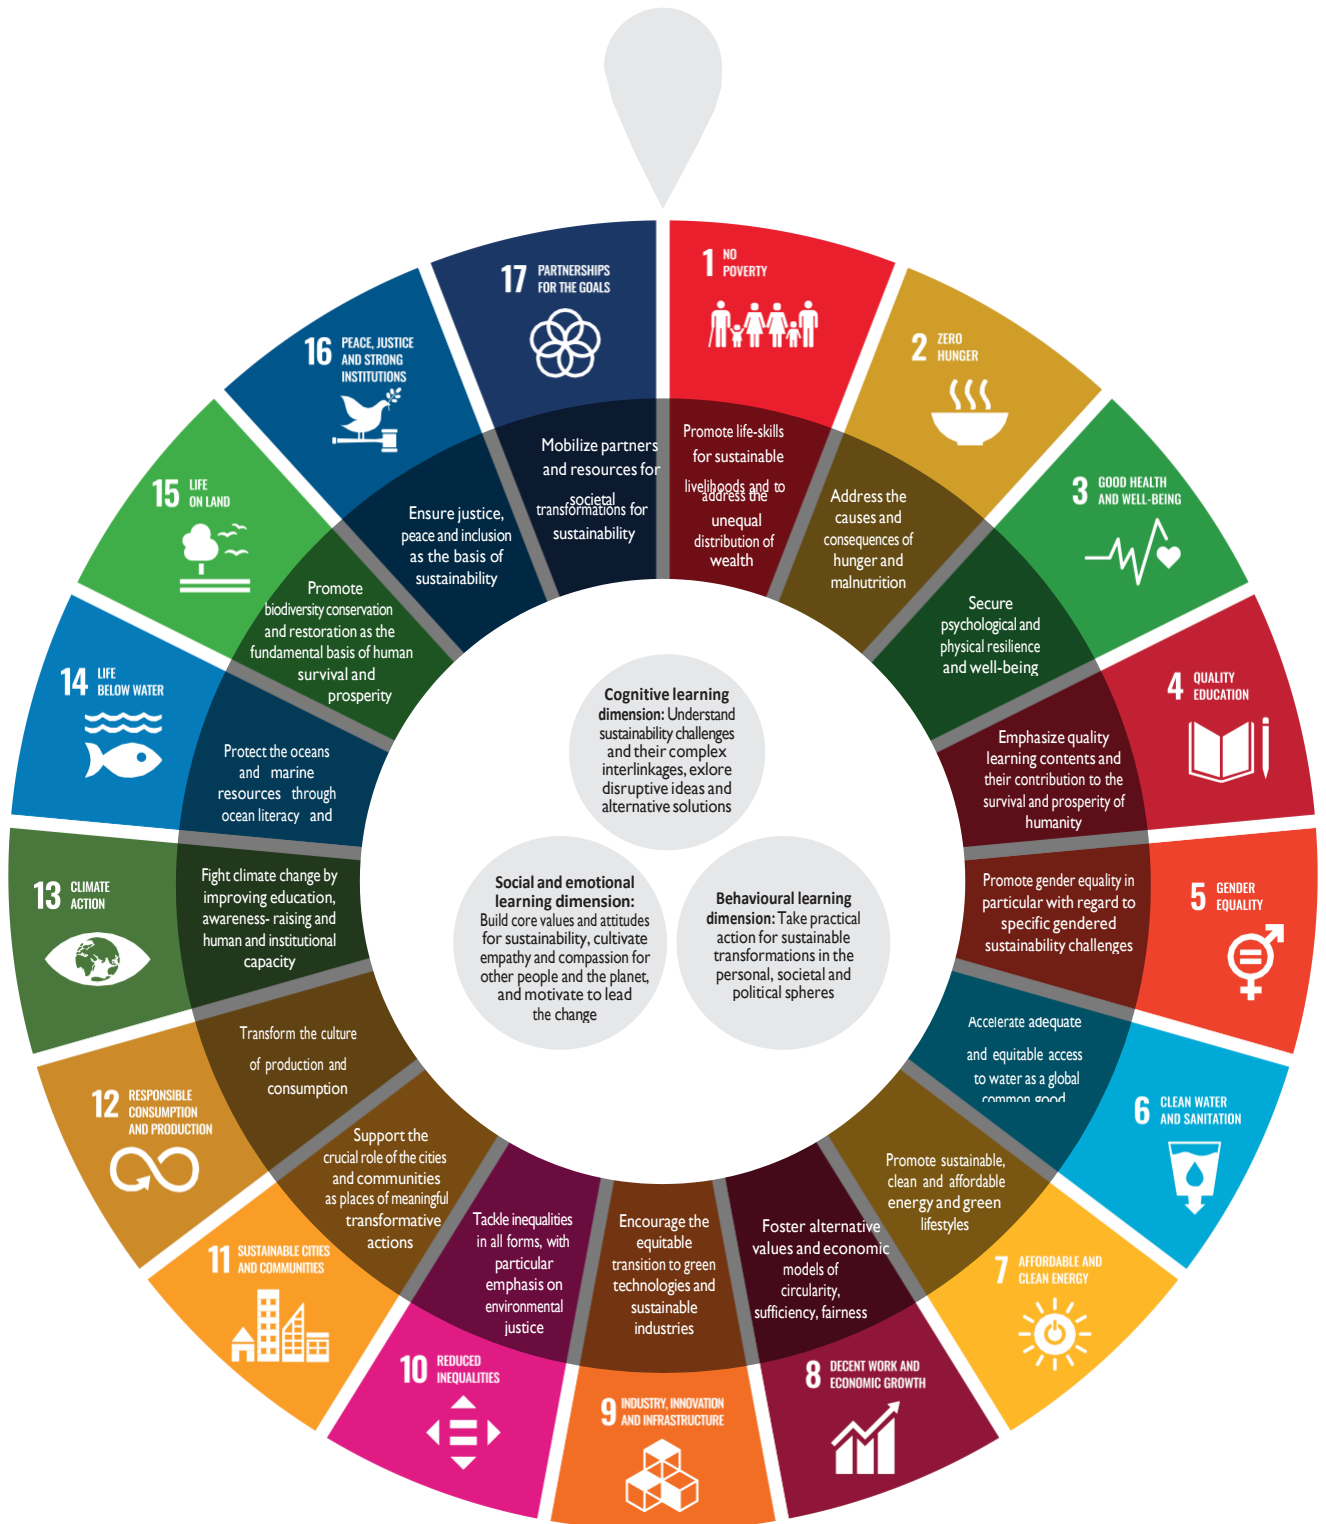 1 NO
POVERTY
Promote life-skills
for sustainable
livelihoods and to
address the
unequal
distribution of
wealth
2 ZERO
HUNGER
Address the
causes and
consequences of
hunger and
malnutrition
3 GOOD HEALTH
AND WELL-BEING
Secure
psychological and
physical resilience
and well-being
4 QUALITY
EDUCATION
Emphasize quality
learning contents and
their contribution to the
survival and prosperity of
humanity
5 GENDER
EQUALITY
Promote gender equality in
particular with regard to
specific gendered
sustainability challenges
6 CLEAN WATER
AND SANITATION
Accelerate adequate
and equitable access
to water as a global
common good
7 AFFORDABLE AND
CLEAN ENERGY
Promote sustainable,
clean and affordable
energy and green
lifestyles
8 DECENT WORK AND
ECONOMIC GROWTH
Foster alternative
values and economic
models of
circularity,
sufficiency, fairness
9 INDUSTRY, INNOVATION
AND INFRASTRUCTURE
Encourage the
equitable
transition to green
technologies and
sustainable
industries
10 REDUCED
INEQUALITIES
Tackle inequalities
in all forms, with
particular
emphasis on
environmental
justice
11 SUSTAINABLE CITIES
AND COMMUNITIES
Support the
crucial role of the cities
and communities
as places of meaningful
transformative
actions
12 RESPONSIBLE
CONSUMPTION
AND PRODUCTION
Transform the culture
of production and
consumption
13 CLIMATE
ACTION
Fight climate change by
improving education,
awareness- raising and
human and institutional
capacity
14 LIFE
BELOW WATER
Protect the oceans
and marine
resources through
ocean literacy and
15 LIFE
ON LAND
Promote
biodiversity conservation
and restoration as the
fundamental basis of human
survival and
prosperity
16 PEACE, JUSTICE
AND STRONG
INSTITUTIONS
Ensure justice,
peace and inclusion
as the basis of
sustainability
17 PARTNERSHIPS
FOR THE GOALS
Mobilize partners
and resources for
societal
transformations for
sustainability
Cognitive learning
dimension: Understand
sustainability challenges
and their complex
interlinkages, exlore
disruptive ideas and
alternative solutions
Social and emotional
learning dimension:
Build core values and attitudes
for sustainability, cultivate
empathy and compassion for
other people and the planet,
and motivate to lead
the change
Behavioural learning
dimension: Take practical
action for sustainable
transformations in the
personal, societal and
political spheres